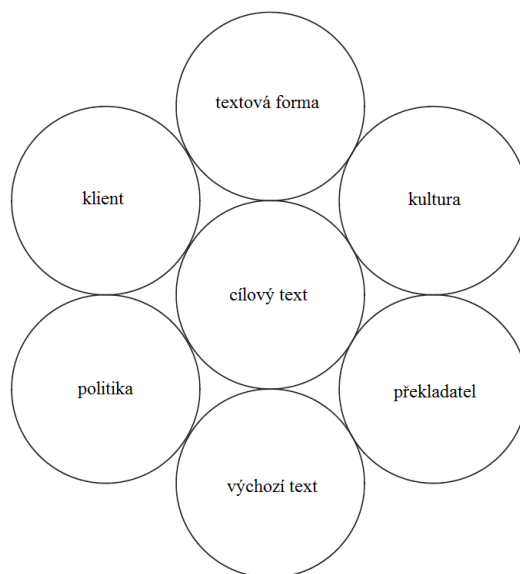 textová forma
klient
kultura
cílový text
politika
překladatel
výchozí text